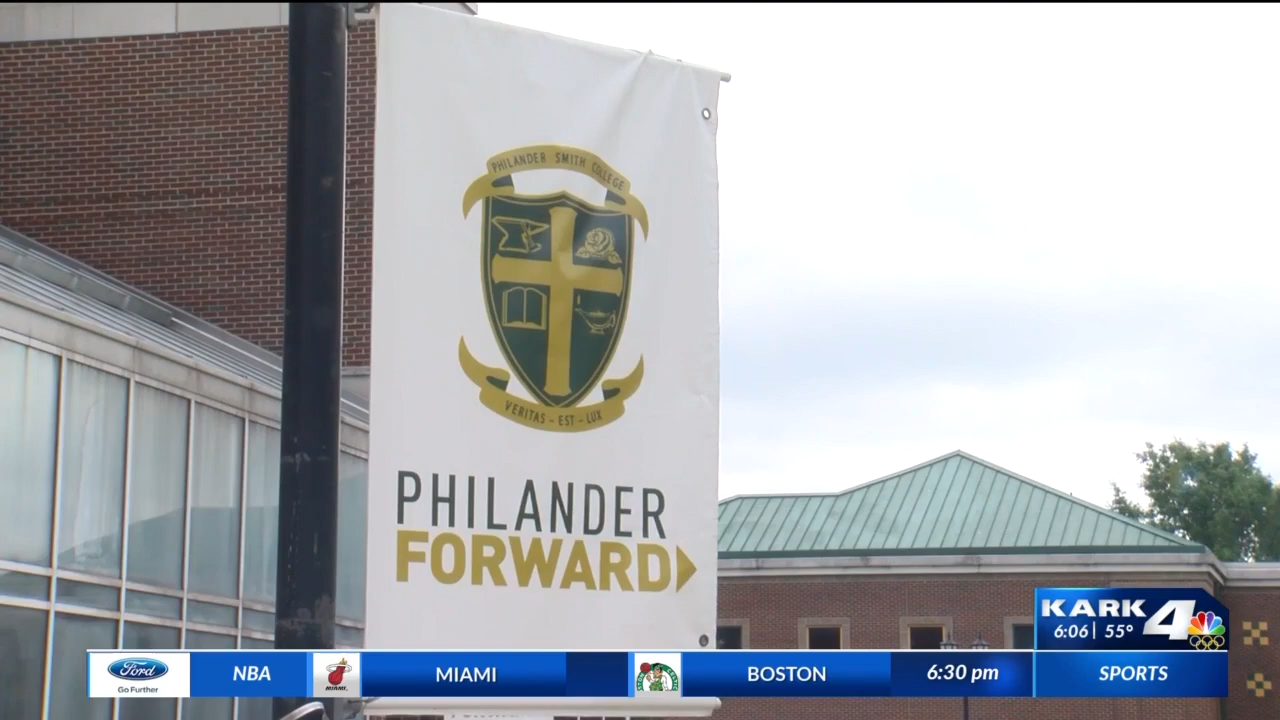 PHILANDER SMITH COLLEGE
VERITAS – EST – LUX
PHILANDER
FORWARD
KARK 4
6:06 | 55°
Ford
Go Further
NBA
MIAMI
MIAMI
BOSTON
6:30 pm
SPORTS